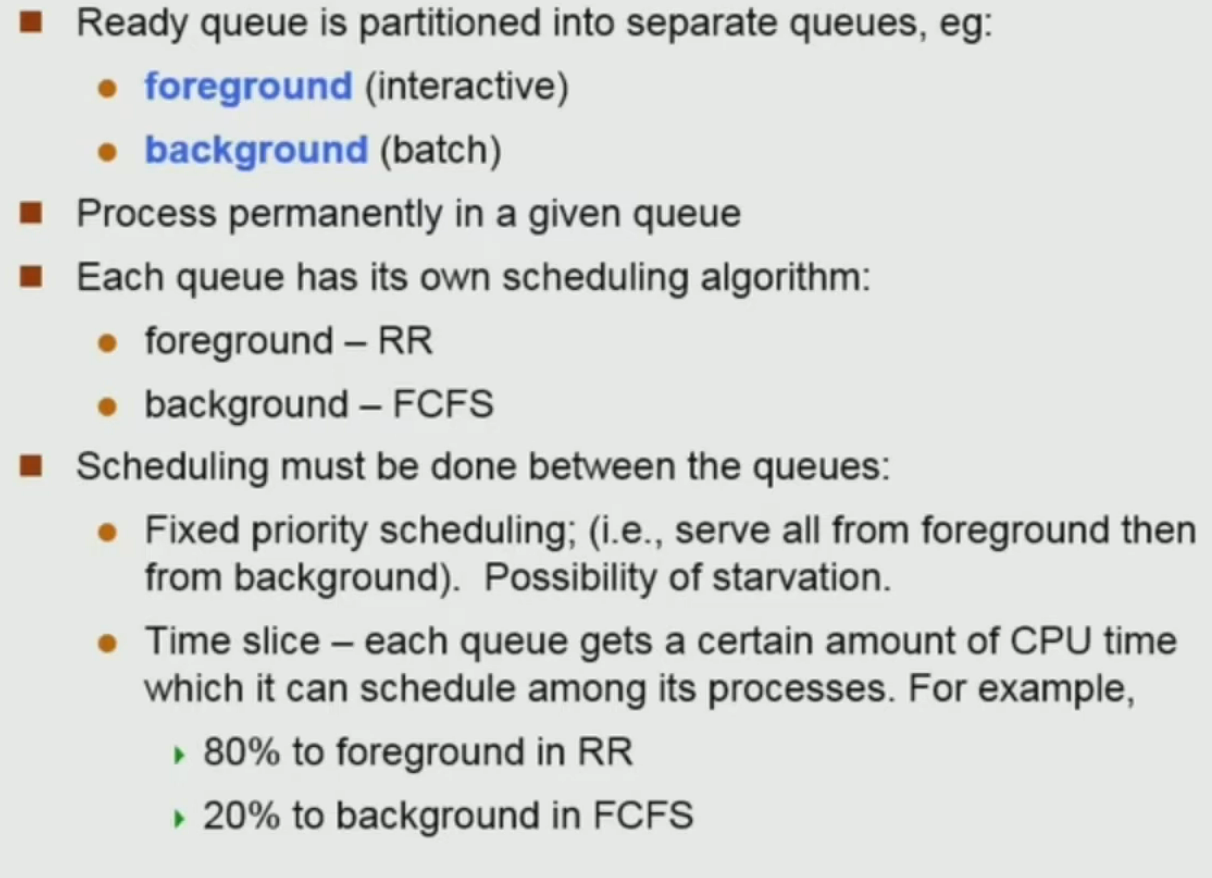 Ready queue is partitioned into separate queues, eg:
foreground (interactive)
background (batch)
Process permanently in a given queue
Each queue has its own scheduling algorithm:
foreground – RR
background – FCFS
Scheduling must be done between the queues:
Fixed priority scheduling; (i.e., serve all from foreground then
from background).  Possibility of starvation.
Time slice – each queue gets a certain amount of CPU time
which it can schedule among its processes. For example,
80% to foreground in RR
20% to background in FCFS